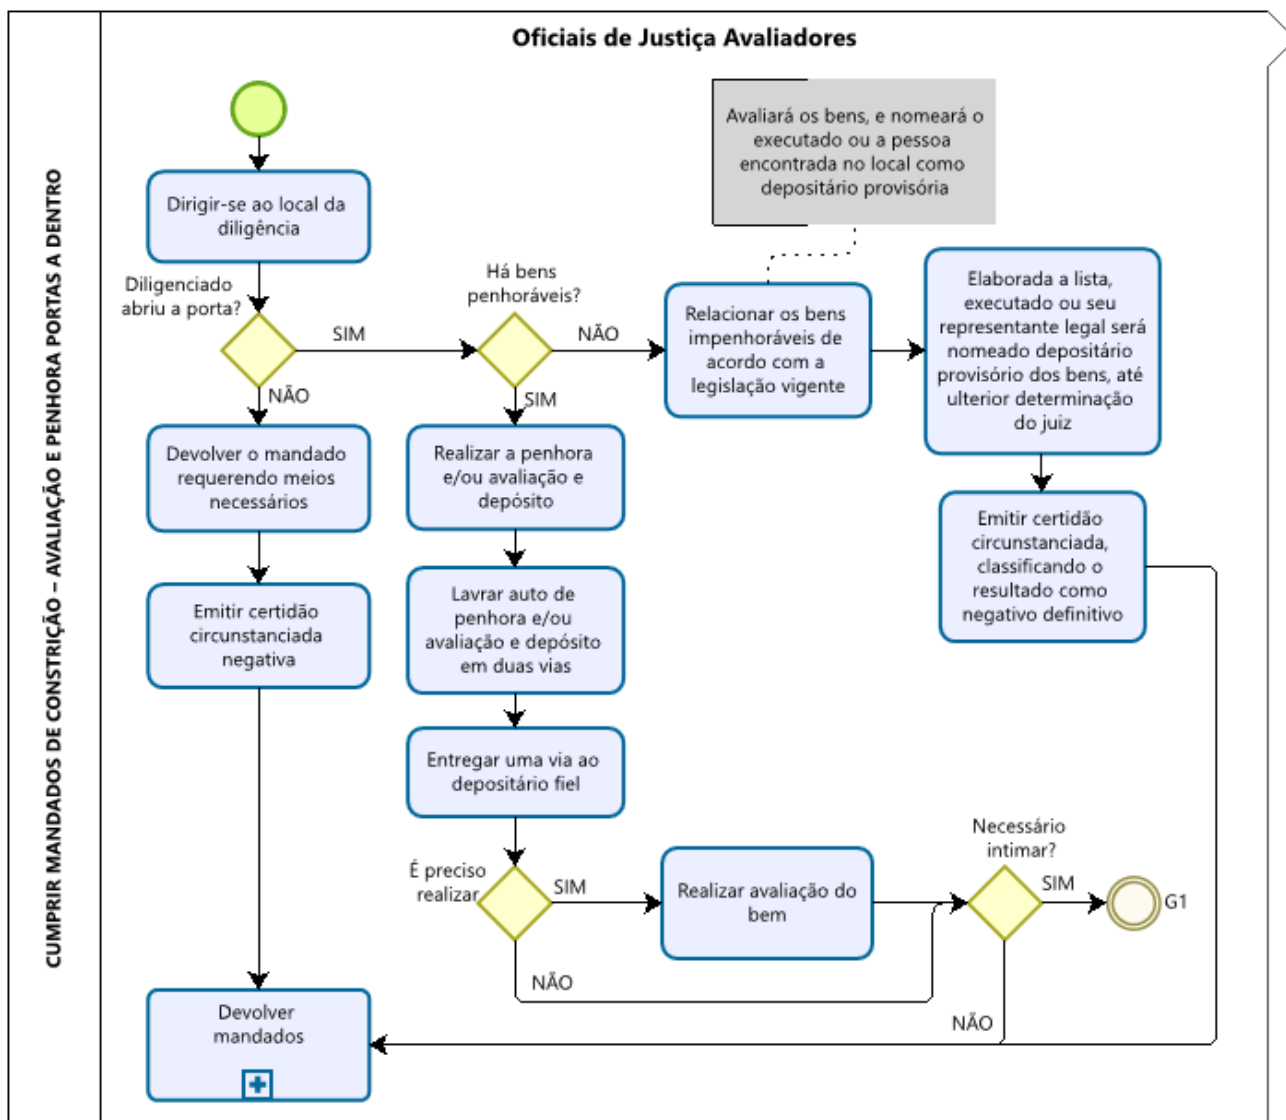 CUMPRIR MANDADOS DE CONSTRIÇÃO – AVALIAÇÃO E PENHORA PORTAS A DENTRO
Oficiais de Justiça Avaliadores
Avaliará os bens, e nomeará o
executado ou a pessoa
encontrada no local como
depositário provisória
Dirigir-se ao local da
diligência
Diligenciado
abriu a porta?
SIM
NÃO
Há bens
penhoráveis?
NÃO
SIM
Relacionar os bens
impenhoráveis de
acordo com a
legislação vigente
Elaborada a lista,
executado ou seu
representante legal será
nomeado depositário
provisório dos bens, até
ulterior determinação
do juiz
Devolver o mandado
requerendo meios
necessários
Realizar a penhora
e/ou avaliação e
depósito
Emitir certidão
circunstanciada,
classificando o
resultado como
negativo definitivo
Emitir certidão
circunstanciada
negativa
Lavrar auto de
penhora e/ou
avaliação e depósito
em duas vias
Entregar uma via ao
depositário fiel
É preciso
realizar
SIM
NÃO
Realizar avaliação do
bem
Necessário
intimar?
SIM
G1
NÃO
Devolver
mandados